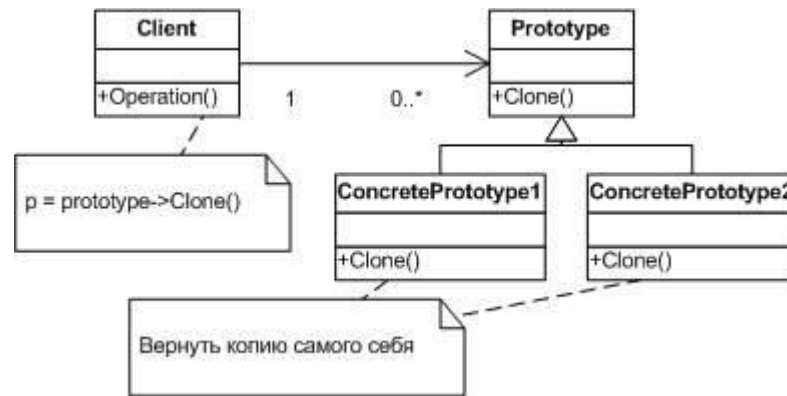 Client
Prototype
+Operation()
1
0..*
+Clone()
p = prototype->Clone()
ConcretePrototype1
ConcretePrototype2
+Clone()
+Clone()
Вернуть копию самого себя